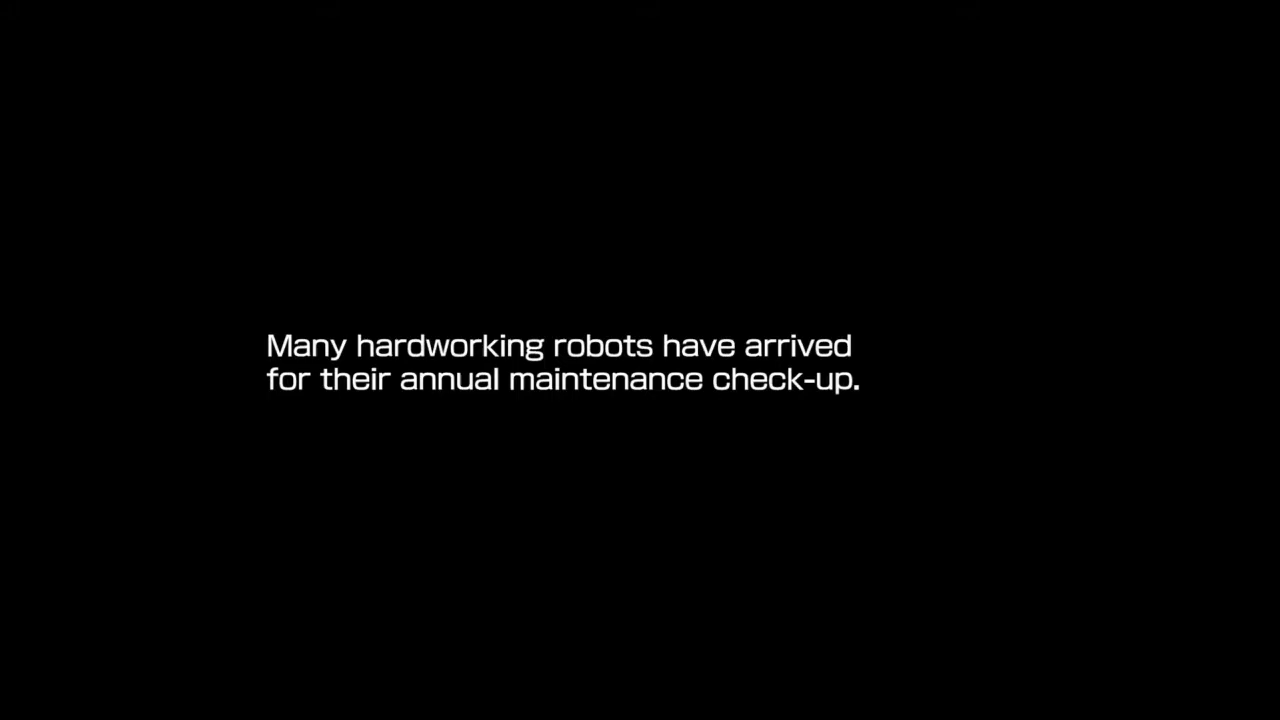 Many hardworking robots have arrived
for their annual maintenance check-up.